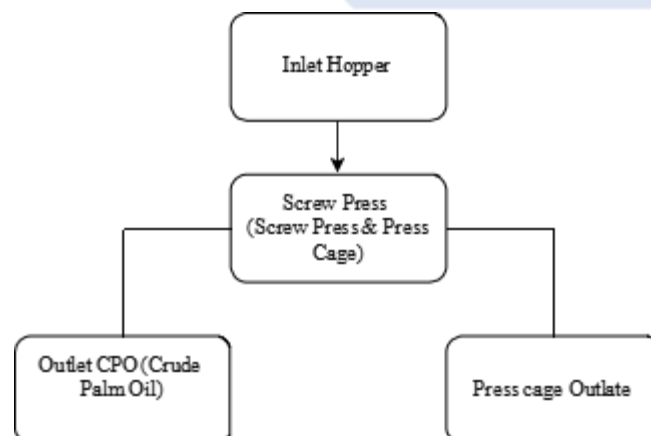 Inlet Hopper
Screw Press
(Screw Press & Press
Cage)
Outlet CPO (Crude
Palm Oil)
Press cage Outlate